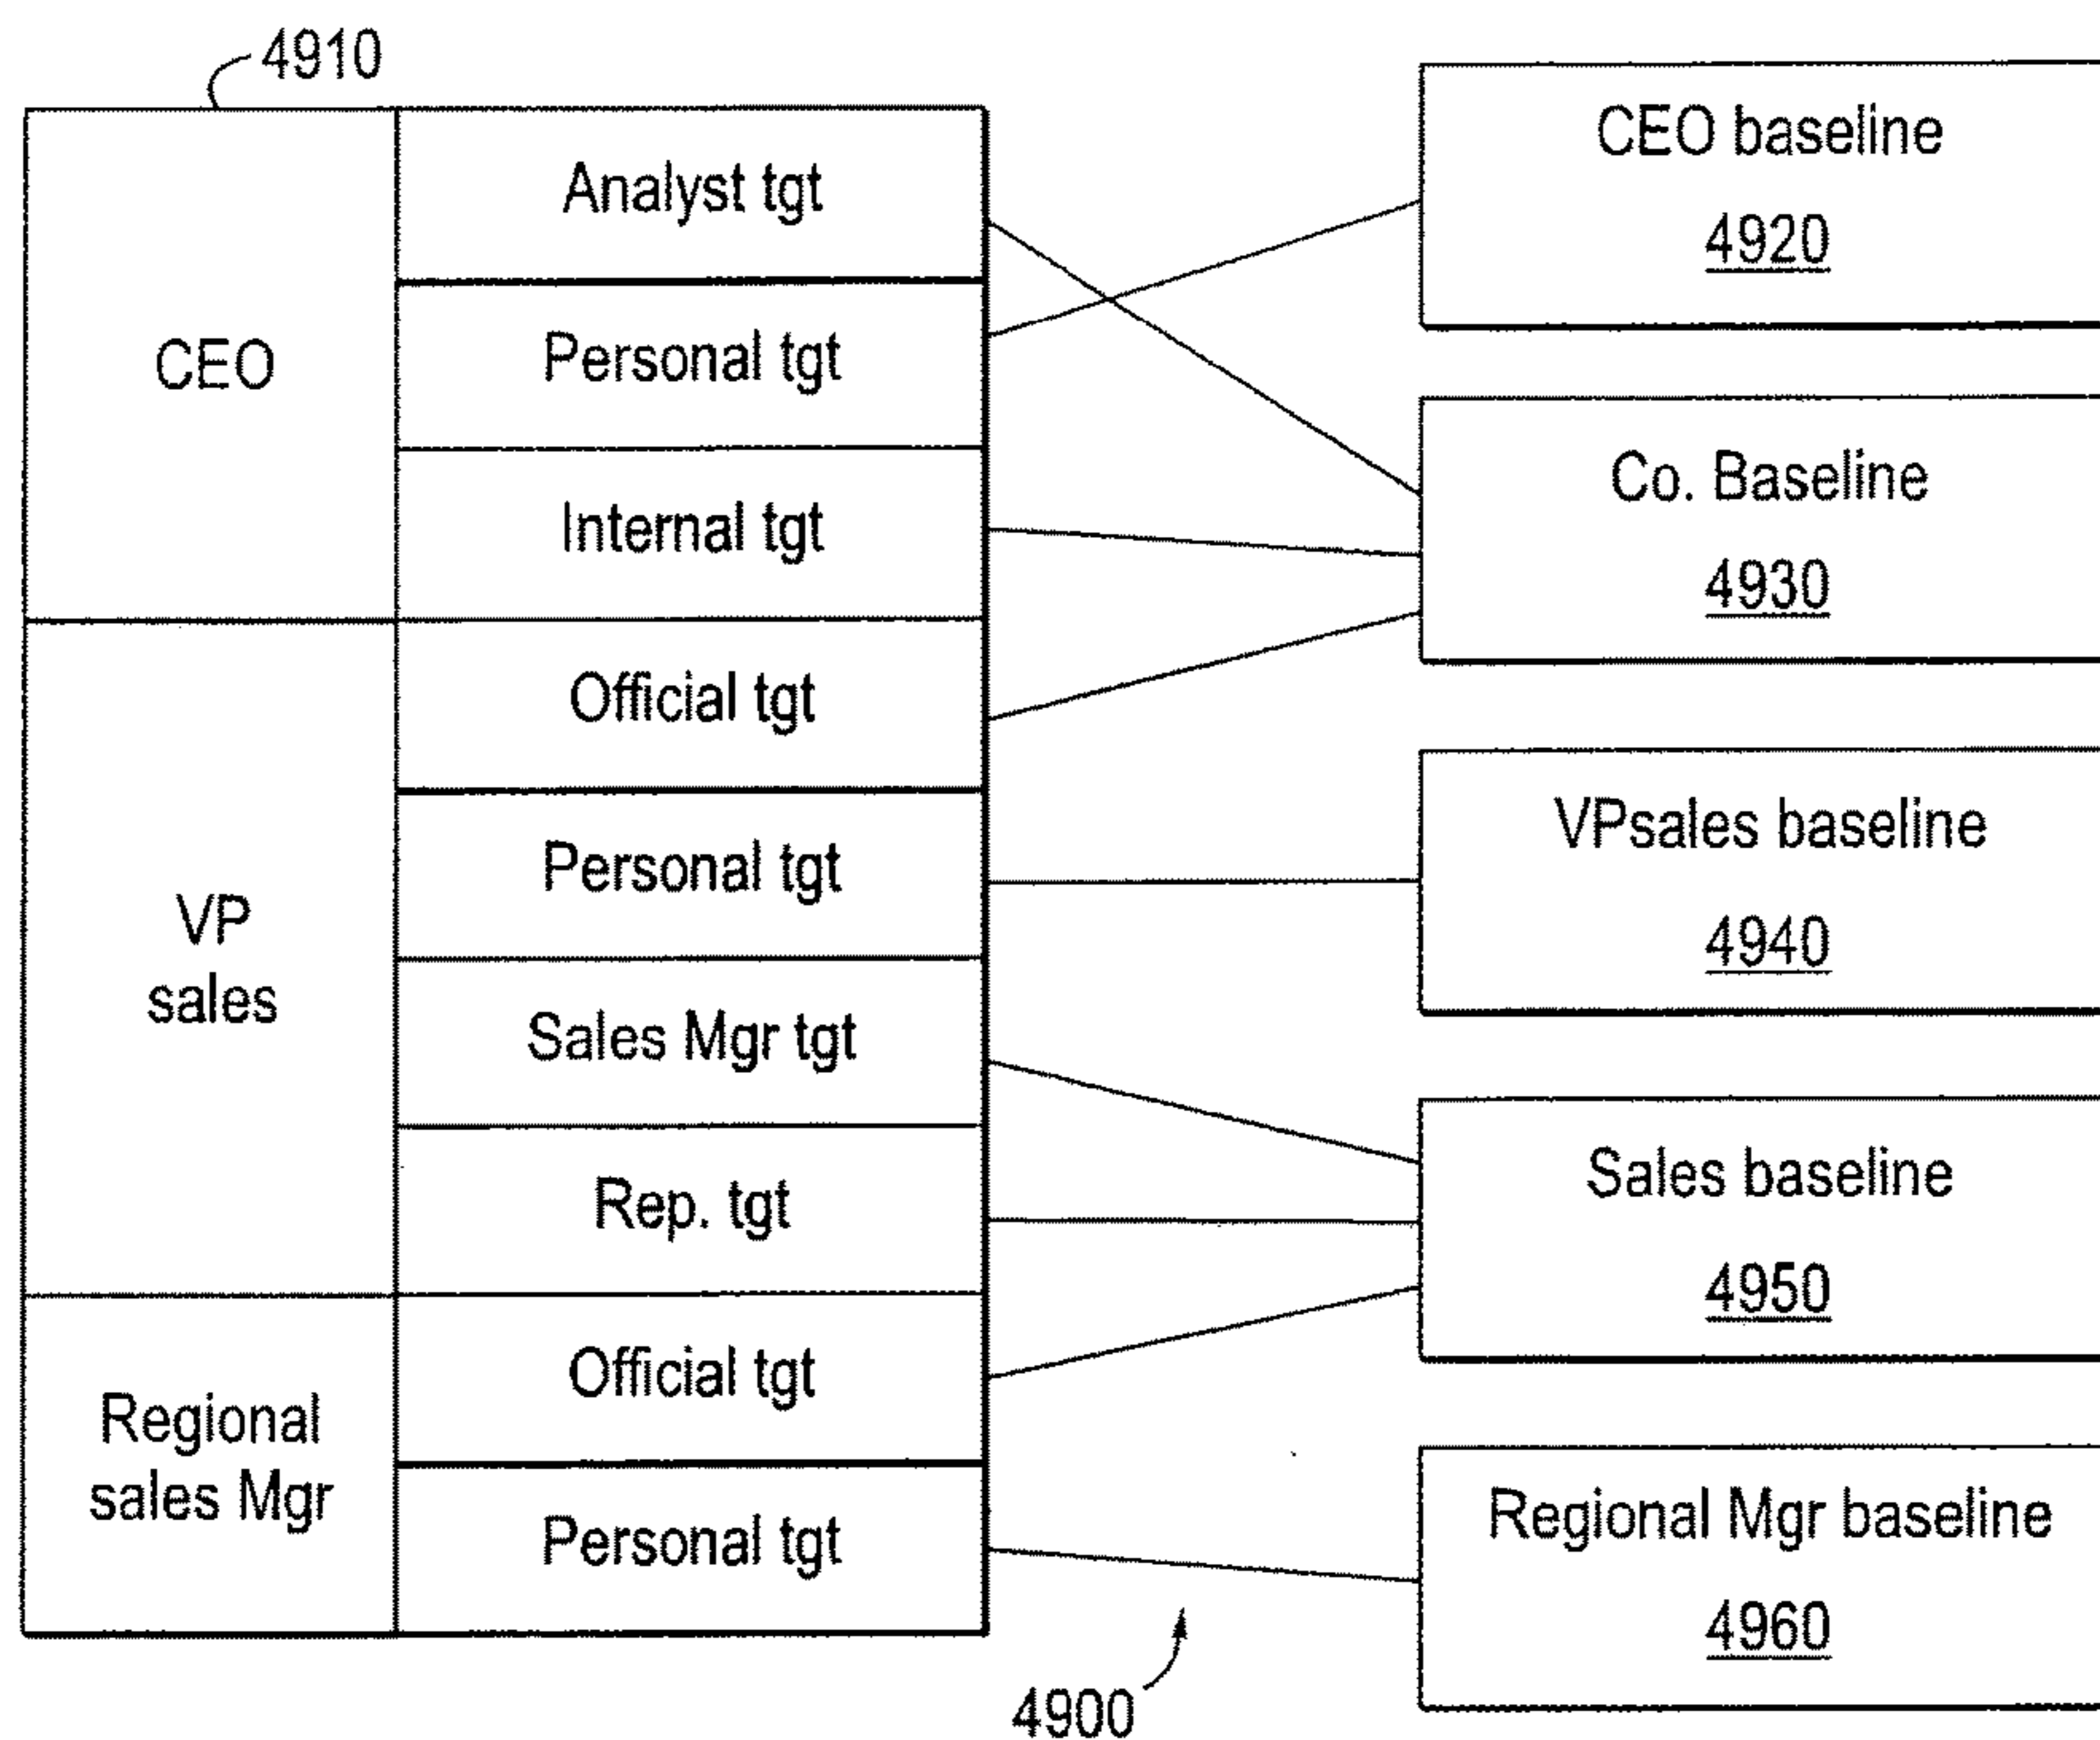 4910
CEO
Analyst tgt
Personal tgt
Internal tgt
VP
sales
Official tgt
Personal tgt
Sales Mgr tgt
Rep. tgt
Regional
sales Mgr
Official tgt
Personal tgt
CEO baseline
4920
Co. Baseline
4930
VPsales baseline
4940
Sales baseline
4950
Regional Mgr baseline
4960
4900